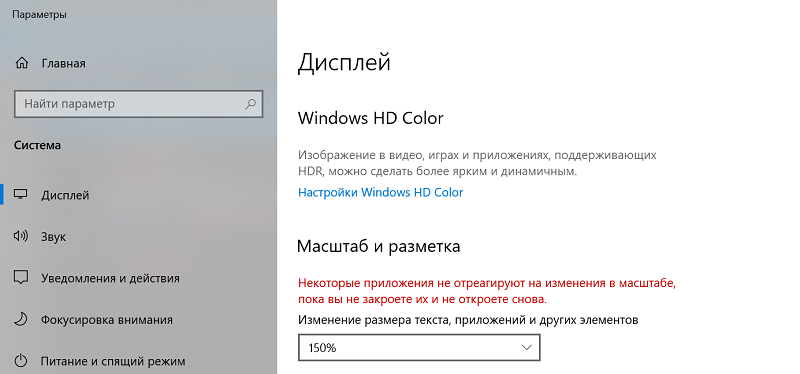 Параметры
Главная
Найти параметр
Система
Дисплей
Звук
Уведомления и действия
Фокусировка внимания
Питание и спящий режим
Дисплей
Windows HD Color
Изображение в видео, играх и приложениях, поддерживающих
HDR, можно сделать более ярким и динамичным.
Настройки Windows HD Color
Масштаб и разметка
Некоторые приложения не отреагируют на изменения в масштабе,
пока вы не закроете их и не откроете снова.
Изменение размера текста, приложений и других элементов
150%